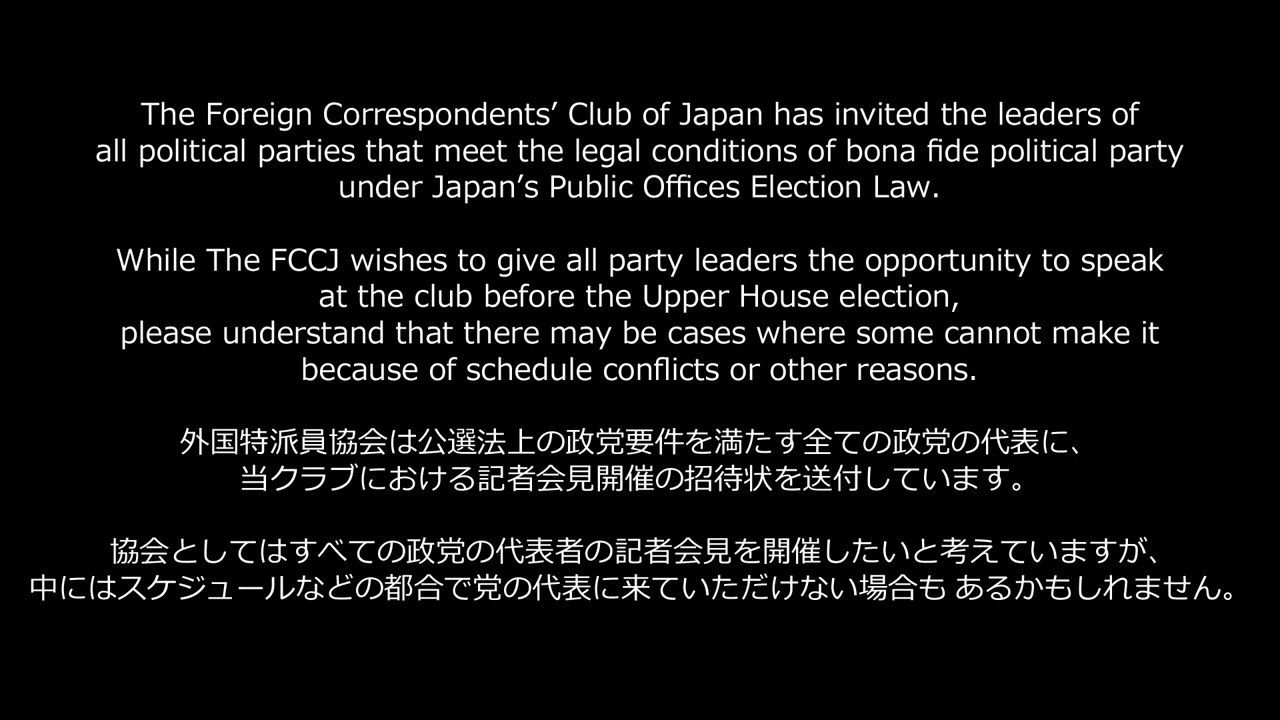 The Foreign Correspondents’ Club of Japan has invited the leaders of
all political parties that meet the legal conditions of bona fide political party
under Japan’s Public Offices Election Law.
While The FCCJ wishes to give all party leaders the opportunity to speak
at the club before the Upper House election,
please understand that there may be cases where some cannot make it
because of schedule conflicts or other reasons.
外国特派員協会は公選法上の政党要件を満たす全ての政党の代表に、
当クラブにおける記者会見開催の招待状を送付しています。
協会としてはすべての政党の代表者の記者会見を開催したいと考えていますが、
中にはスケジュールなどの都合で党の代表に来ていただけない場合も あるかもしれません。